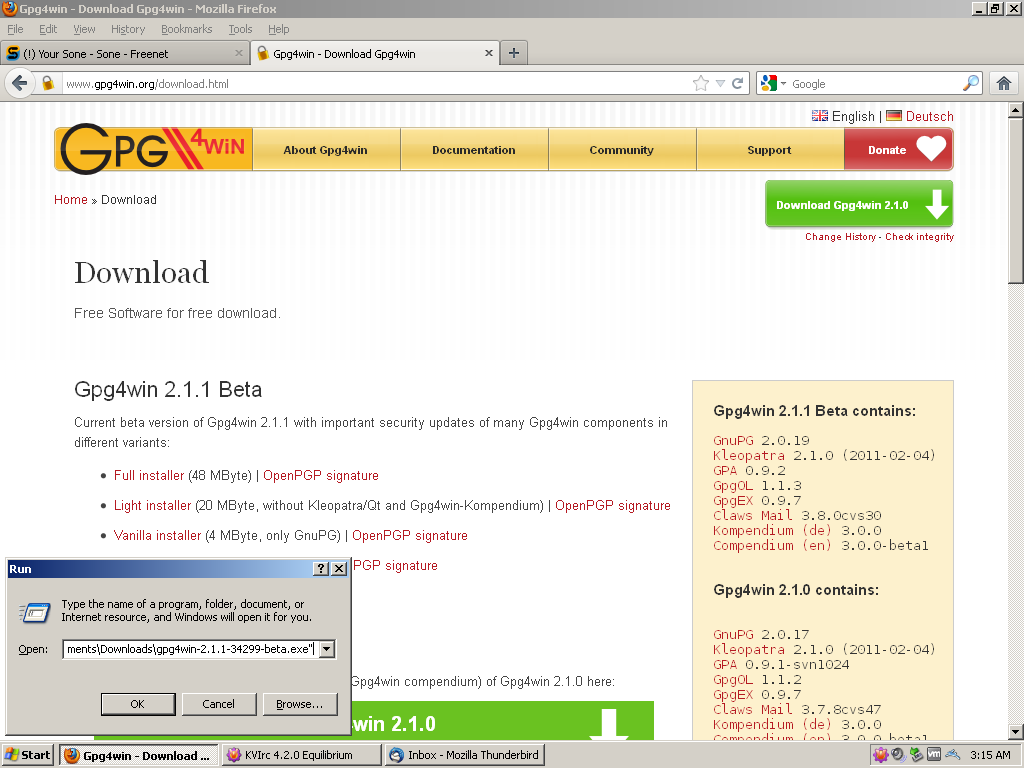 Gpg4win - Download Gpg4win - Mozilla Firefox
File Edit View History Bookmarks Tools Help
(!) Your Sone - Sone - Freenet
Gpg4win - Download Gpg4win
www.gpg4win.org/download.html
Google
English | Deutsch
GPG4WiN
About Gpg4win
Documentation
Community
Support
Donate
Home » Download
Download Gpg4win 2.1.0
Change History - Check integrity
Download
Free Software for free download.
Gpg4win 2.1.1 Beta
Current beta version of Gpg4win 2.1.1 with important security updates of many Gpg4win components in
different variants:
• Full installer (48 MByte) | OpenPGP signature
• Light installer (20 MByte, without Kleopatra/Qt and Gpg4win-Kompendium) | OpenPGP signature
• Vanilla installer (4 MByte, only GnuPG) | OpenPGP signature
PGP signature
Gpg4win compendium) of Gpg4win 2.1.0 here:
win 2.1.0
Gpg4win 2.1.1 Beta contains:
GnuPG 2.0.19
Kleopatra 2.1.0 (2011-02-04)
GPA 0.9.2
GpgOL 1.1.3
GpgEX 0.9.7
Claws Mail 3.8.0cvs30
Kompendium (de) 3.0.0
Compendium (en) 3.0.0-beta1
Gpg4win 2.1.0 contains:
GnuPG 2.0.17
Kleopatra 2.1.0 (2011-02-04)
GPA 0.9.1-svn1024
GpgOL 1.1.2
GpgEX 0.9.7
Claws Mail 3.7.8cvs47
Kompendium (de) 3.0.0
Compendium (en) 3.0.0-beta1
Run
Type the name of a program, folder, document, or
Internet resource, and Windows will open it for you.
Open:
ments\Downloads\gpg4win-2.1.1-34299-beta.exe"
OK
Cancel
Browse...
Start
Gpg4win - Download ...
KVIrc 4.2.0 Equilibrium
Inbox - Mozilla Thunderbird
3:15 AM